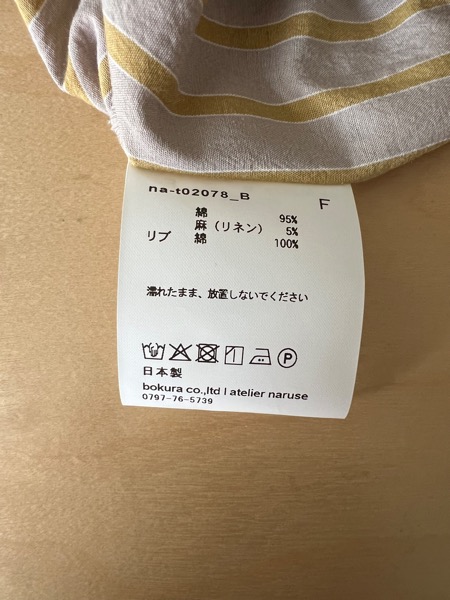 na-t02078_B F
綿 95%
麻（リネン） 5%
リブ 綿 100%
濡れたまま、放置しないでください
P
日本製
bokura co.,ltd | atelier naruse
0797-76-5739